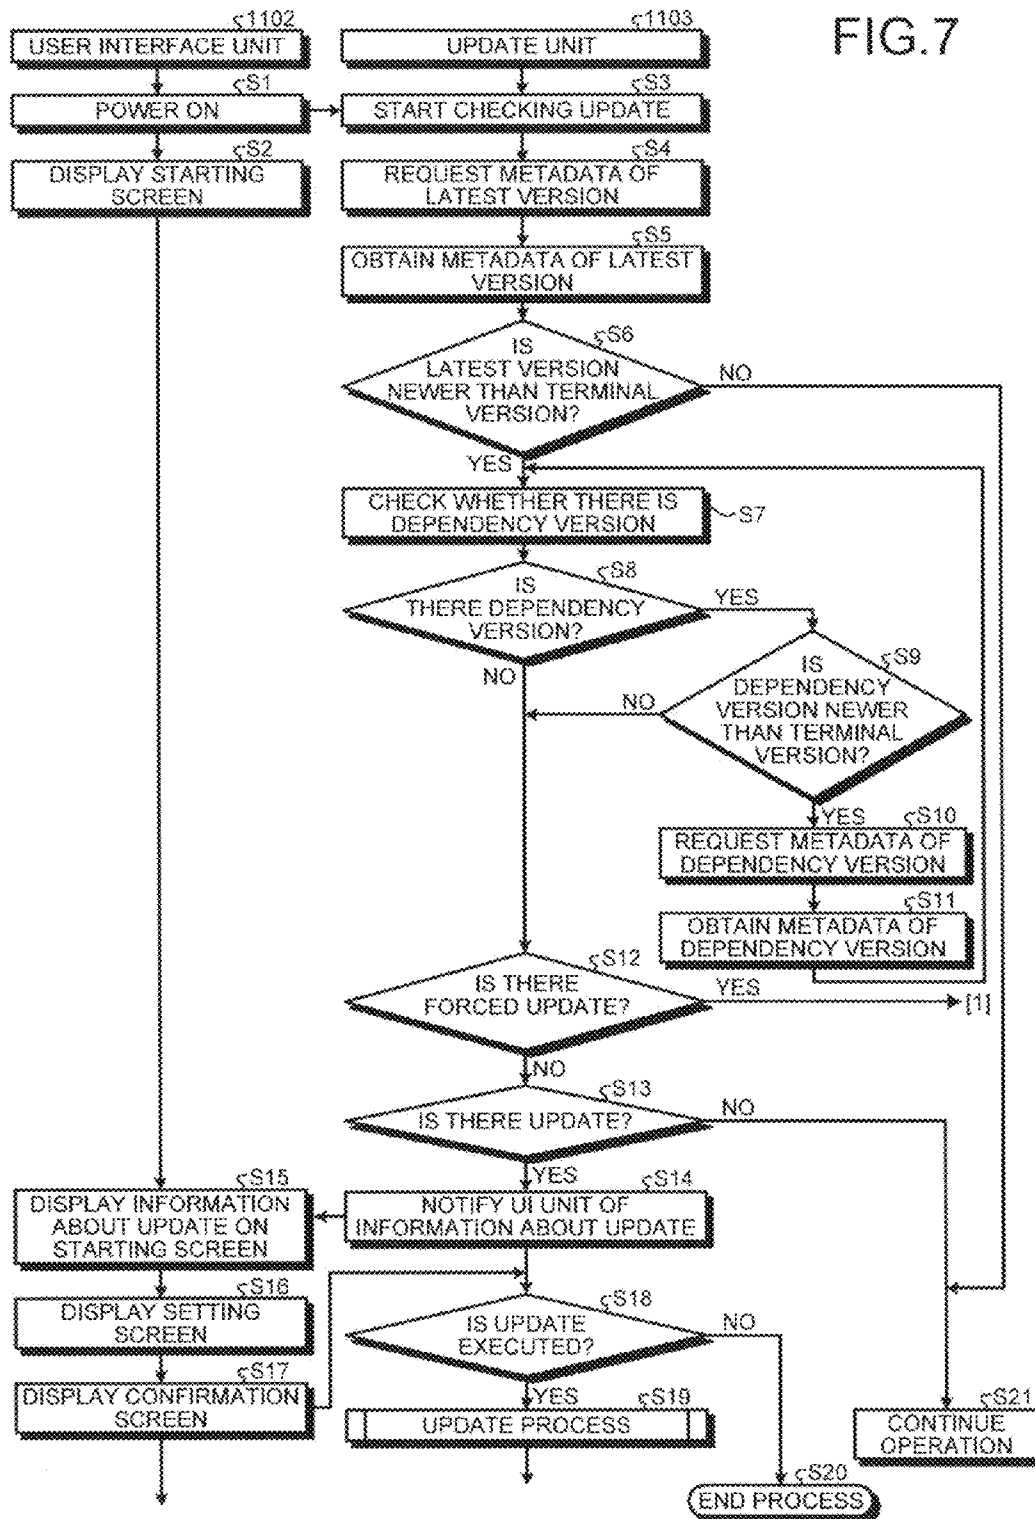 FIG.7
1102
USER INTERFACE UNIT
1103
UPDATE UNIT
S1
POWER ON
S3
START CHECKING UPDATE
S2
DISPLAY STARTING
SCREEN
S4
REQUEST METADATA OF
LATEST VERSION
S5
OBTAIN METADATA OF LATEST
VERSION
S6
IS
LATEST VERSION
NEWER THAN TERMINAL
VERSION?
NO
YES
CHECK WHETHER THERE IS
DEPENDENCY VERSION
S7
S8
IS
THERE DEPENDENCY
VERSION?
YES
NO
S9
IS
DEPENDENCY
VERSION NEWER
THAN TERMINAL
VERSION?
NO
YES
S10
REQUEST METADATA OF
DEPENDENCY VERSION
S11
OBTAIN METADATA OF
DEPENDENCY VERSION
S12
IS THERE
FORCED UPDATE?
YES
[1]
NO
S13
IS THERE UPDATE?
NO
YES
S15
DISPLAY INFORMATION
ABOUT UPDATE ON
STARTING SCREEN
S14
NOTIFY UI UNIT OF
INFORMATION ABOUT UPDATE
S16
DISPLAY SETTING
SCREEN
S18
IS UPDATE
EXECUTED?
NO
YES
S17
DISPLAY CONFIRMATION
SCREEN
S19
UPDATE PROCESS
S21
CONTINUE
OPERATION
S20
END PROCESS